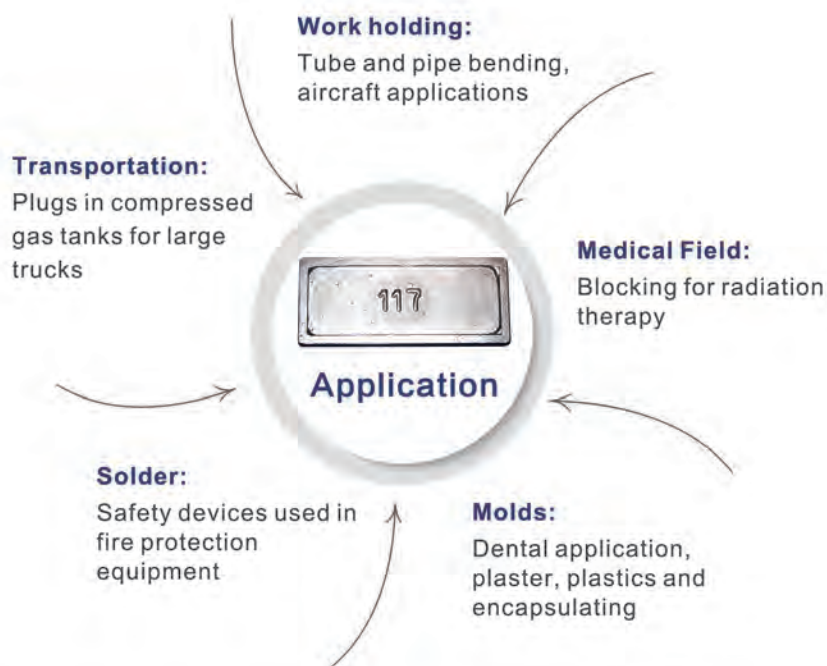 Work holding:
Tube and pipe bending,
aircraft applications
Transportation:
Plugs in compressed
gas tanks for large
trucks
Medical Field:
Blocking for radiation
therapy
117
Application
Solder:
Safety devices used in
fire protection
equipment
Molds:
Dental application,
plaster, plastics and
encapsulating